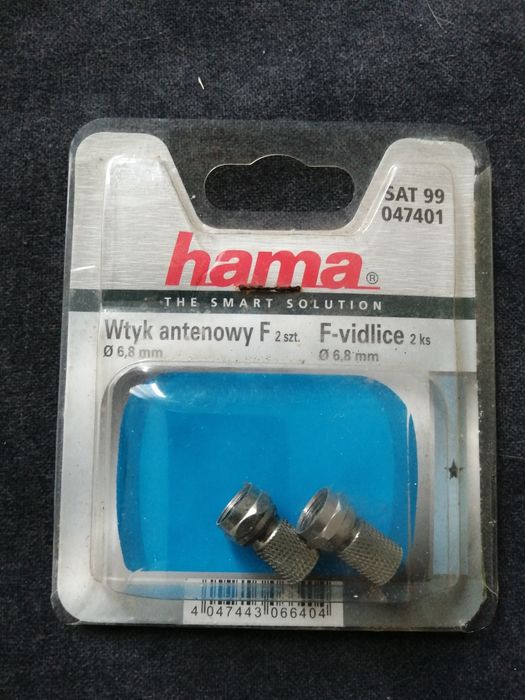 SAT 99
047401
hama®
THE SMART SOLUTION
Wtyk antenowy F 2 szt.
Ø 6,8 mm
F-vidlice 2 ks
Ø 6,8 mm
4 047443 066404